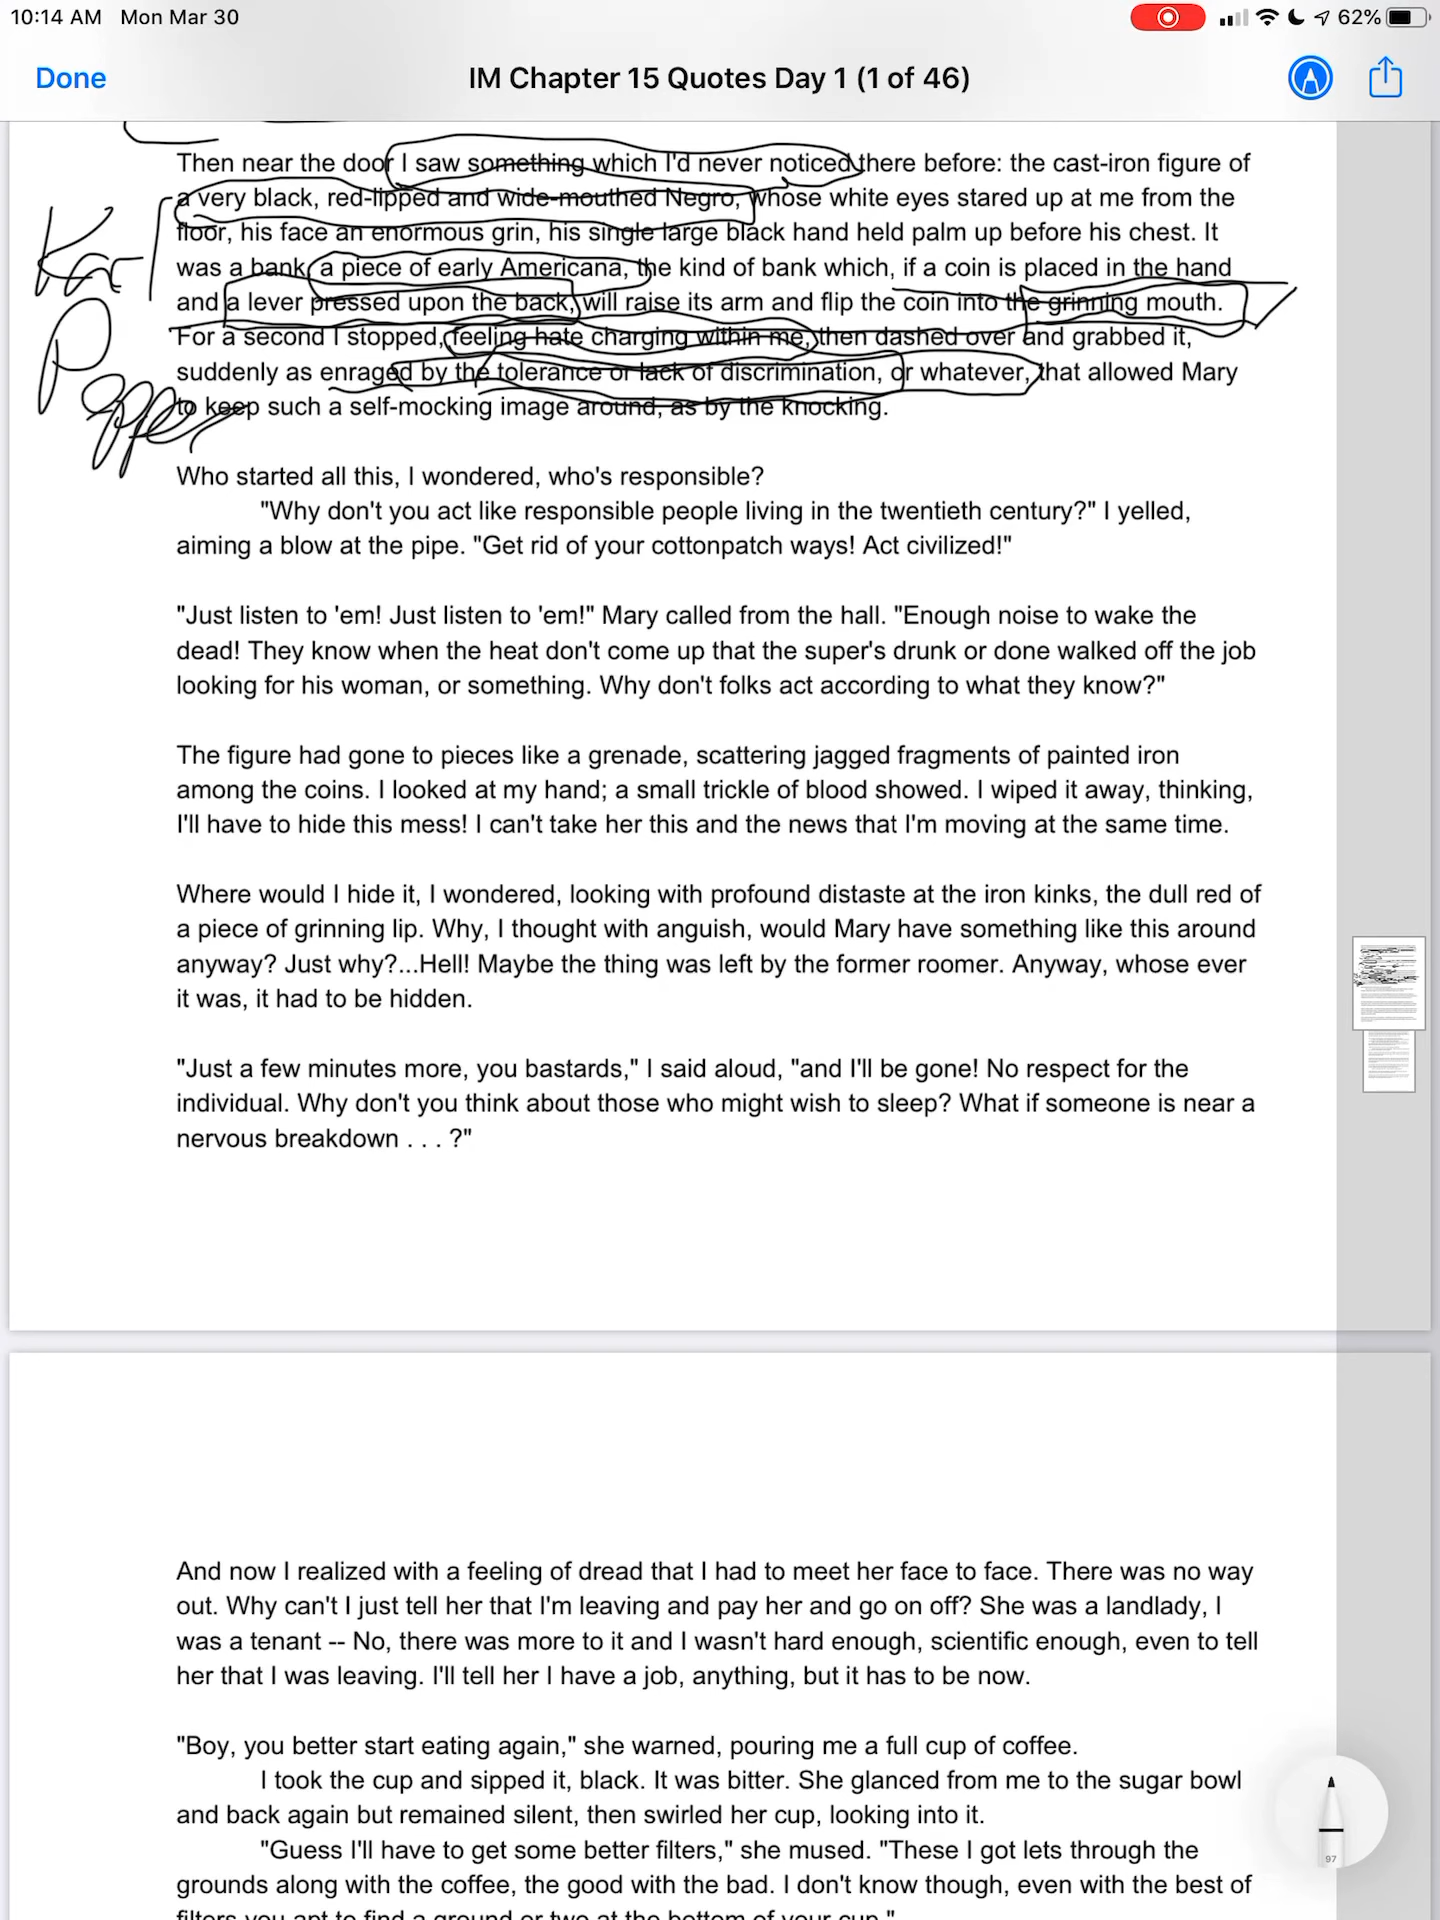 10:14 AM Mon Mar 30
62%
Done
IM Chapter 15 Quotes Day 1 (1 of 46)
Then near the door I saw something which I'd never noticed there before: the cast-iron figure of
a very black, red-lipped and wide-mouthed Negro, whose white eyes stared up at me from the
floor, his face an enormous grin, his single large black hand held palm up before his chest. It
was a bank, a piece of early Americana, the kind of bank which, if a coin is placed in the hand
and a lever pressed upon the back, will raise its arm and flip the coin into the grinning mouth.
For a second I stopped, feeling hate charging within me, then dashed over and grabbed it,
suddenly as enraged by the tolerance or lack of discrimination, or whatever, that allowed Mary
to keep such a self-mocking image around, as by the knocking.
Who started all this, I wondered, who's responsible?
"Why don't you act like responsible people living in the twentieth century?" I yelled,
aiming a blow at the pipe. "Get rid of your cottonpatch ways! Act civilized!"
"Just listen to 'em! Just listen to 'em!" Mary called from the hall. "Enough noise to wake the
dead! They know when the heat don't come up that the super's drunk or done walked off the job
looking for his woman, or something. Why don't folks act according to what they know?"
The figure had gone to pieces like a grenade, scattering jagged fragments of painted iron
among the coins. I looked at my hand; a small trickle of blood showed. I wiped it away, thinking,
I'll have to hide this mess! I can't take her this and the news that I'm moving at the same time.
Where would I hide it, I wondered, looking with profound distaste at the iron kinks, the dull red of
a piece of grinning lip. Why, I thought with anguish, would Mary have something like this around
anyway? Just why?...Hell! Maybe the thing was left by the former roomer. Anyway, whose ever
it was, it had to be hidden.
"Just a few minutes more, you bastards," I said aloud, "and I'll be gone! No respect for the
individual. Why don't you think about those who might wish to sleep? What if someone is near a
nervous breakdown . . . ?"
And now I realized with a feeling of dread that I had to meet her face to face. There was no way
out. Why can't I just tell her that I'm leaving and pay her and go on off? She was a landlady, I
was a tenant -- No, there was more to it and I wasn't hard enough, scientific enough, even to tell
her that I was leaving. I'll tell her I have a job, anything, but it has to be now.
"Boy, you better start eating again," she warned, pouring me a full cup of coffee.
I took the cup and sipped it, black. It was bitter. She glanced from me to the sugar bowl
and back again but remained silent, then swirled her cup, looking into it.
"Guess I'll have to get some better filters," she mused. "These I got lets through the
grounds along with the coffee, the good with the bad. I don't know though, even with the best of
filters you apt to find a ground or two at the bottom of your cup."
97